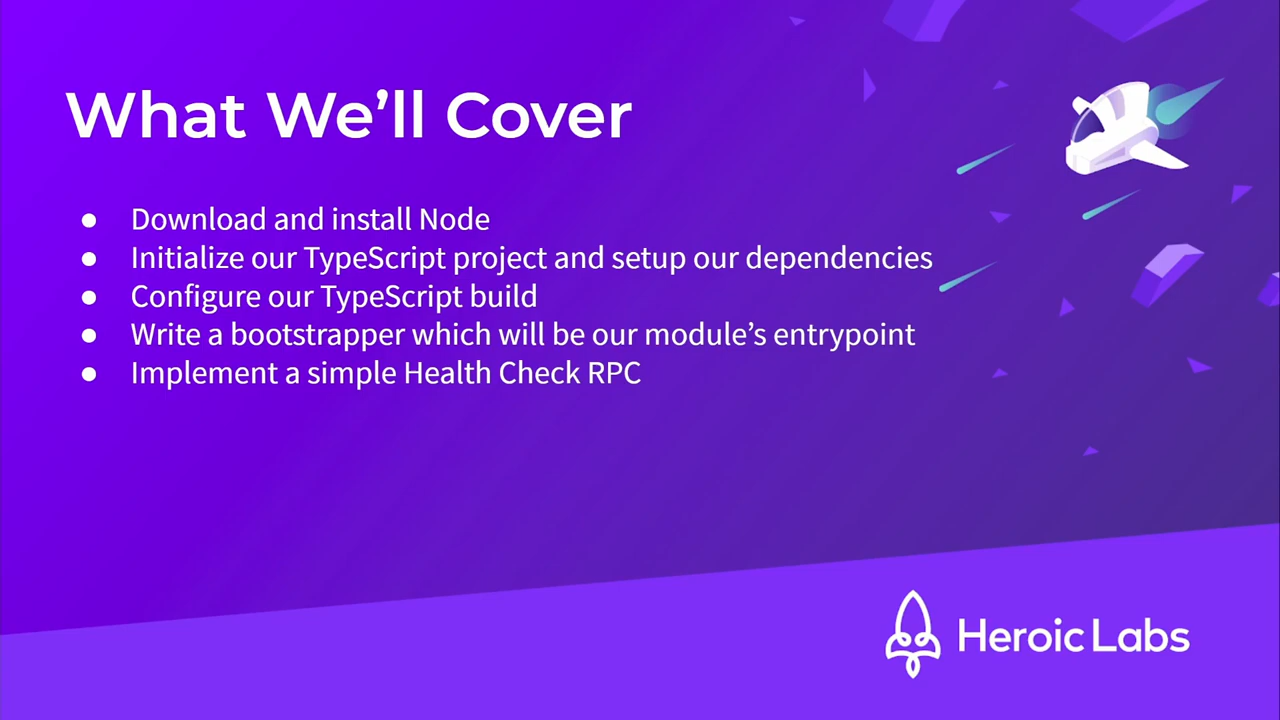 What We’ll Cover
● Download and install Node
● Initialize our TypeScript project and setup our dependencies
● Configure our TypeScript build
● Write a bootstrapper which will be our module’s entrypoint
● Implement a simple Health Check RPC
Heroic Labs